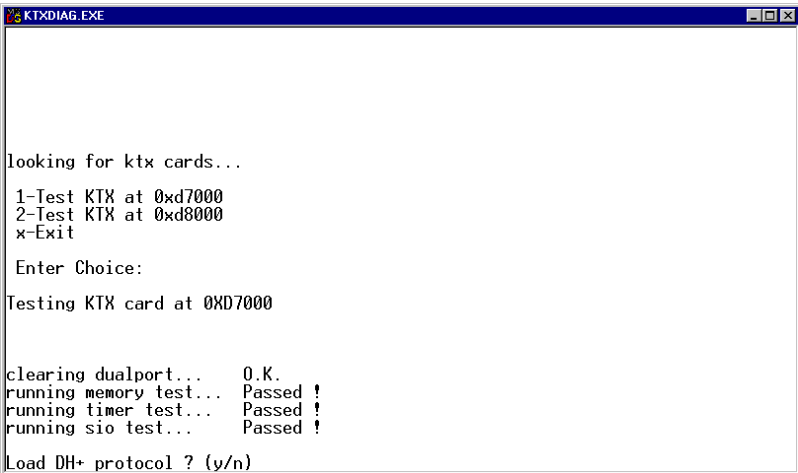 KTXDIAG.EXE
looking for ktx cards...
1-Test KTX at 0xd7000
2-Test KTX at 0xd8000
x-Exit
Enter Choice:
Testing KTX card at 0XD7000
clearing dualport... O.K.
running memory test... Passed !
running timer test... Passed !
running sio test... Passed !
Load DH+ protocol ? (y/n)